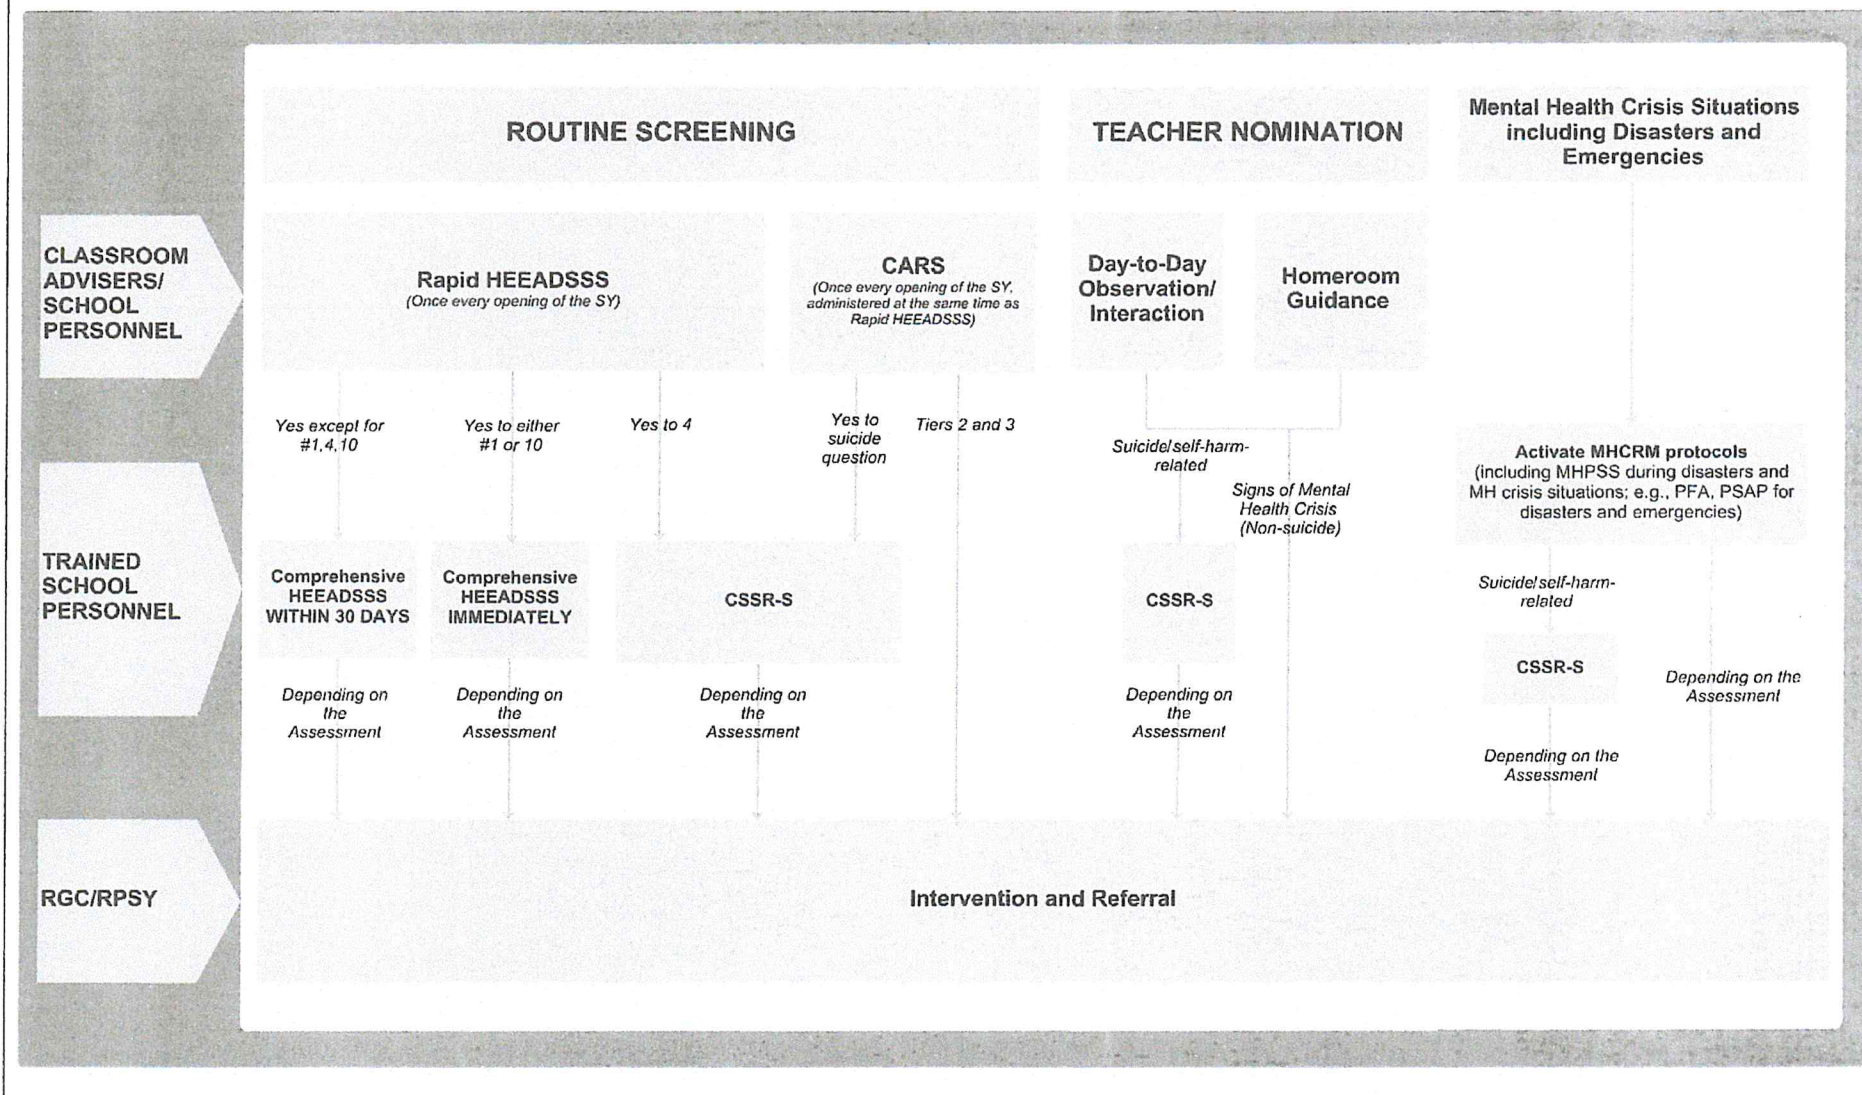 ROUTINE SCREENING
TEACHER NOMINATION
Mental Health Crisis Situations
including Disasters and
Emergencies
CLASSROOM
ADVISERS/
SCHOOL
PERSONNEL
Rapid HEEADSSS
(Once every opening of the SY)
CARS
(Once every opening of the SY,
administered at the same time as
Rapid HEEADSSS)
Day-to-Day
Observation/
Interaction
Homeroom
Guidance
Yes except for
#1,4,10
Yes to either
#1 or 10
Yes to 4
Yes to
suicide
question
Tiers 2 and 3
Suicide/self-harm-
related
Signs of Mental
Health Crisis
(Non-suicide)
Activate MHCRM protocols
(including MHPSS during disasters and
MH crisis situations; e.g., PFA, PSAP for
disasters and emergencies)
TRAINED
SCHOOL
PERSONNEL
Comprehensive
HEEADSSS
WITHIN 30 DAYS
Comprehensive
HEEADSSS
IMMEDIATELY
CSSR-S
CSSR-S
Suicide/self-harm-
related
CSSR-S
Depending on
the
Assessment
Depending on
the
Assessment
Depending on
the
Assessment
Depending on
the
Assessment
Depending on the
Assessment
Depending on the
Assessment
RGC/RPSY
Intervention and Referral